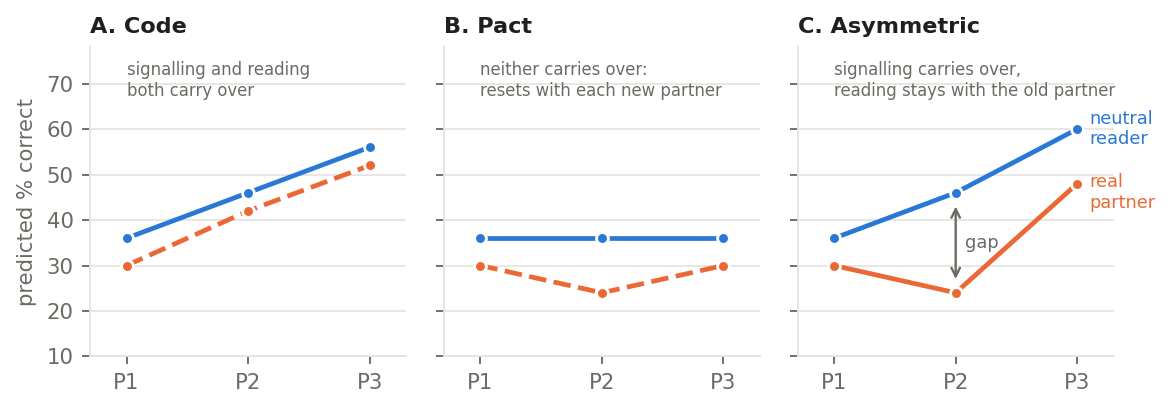 A. Code
B. Pact
C. Asymmetric
signalling and reading
both carry over
neither carries over:
resets with each new partner
signalling carries over,
reading stays with the old partner
predicted % correct
70
60
50
40
30
20
10
neutral
reader
real
partner
gap
P1
P2
P3
P1
P2
P3
P1
P2
P3